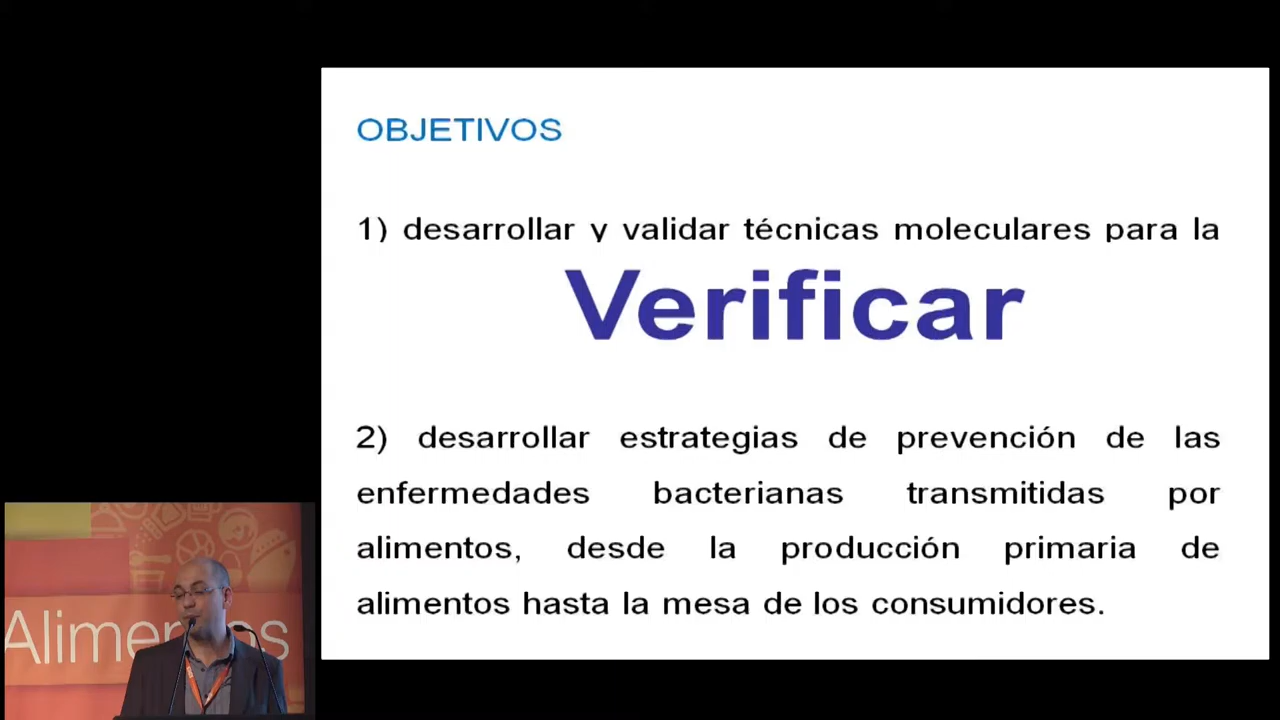 OBJETIVOS
1) desarrollar y validar técnicas moleculares para la
Verificar
2) desarrollar estrategias de prevención de las
enfermedades bacterianas transmitidas por
alimentos, desde la producción primaria de
alimentos hasta la mesa de los consumidores.
Alimentos